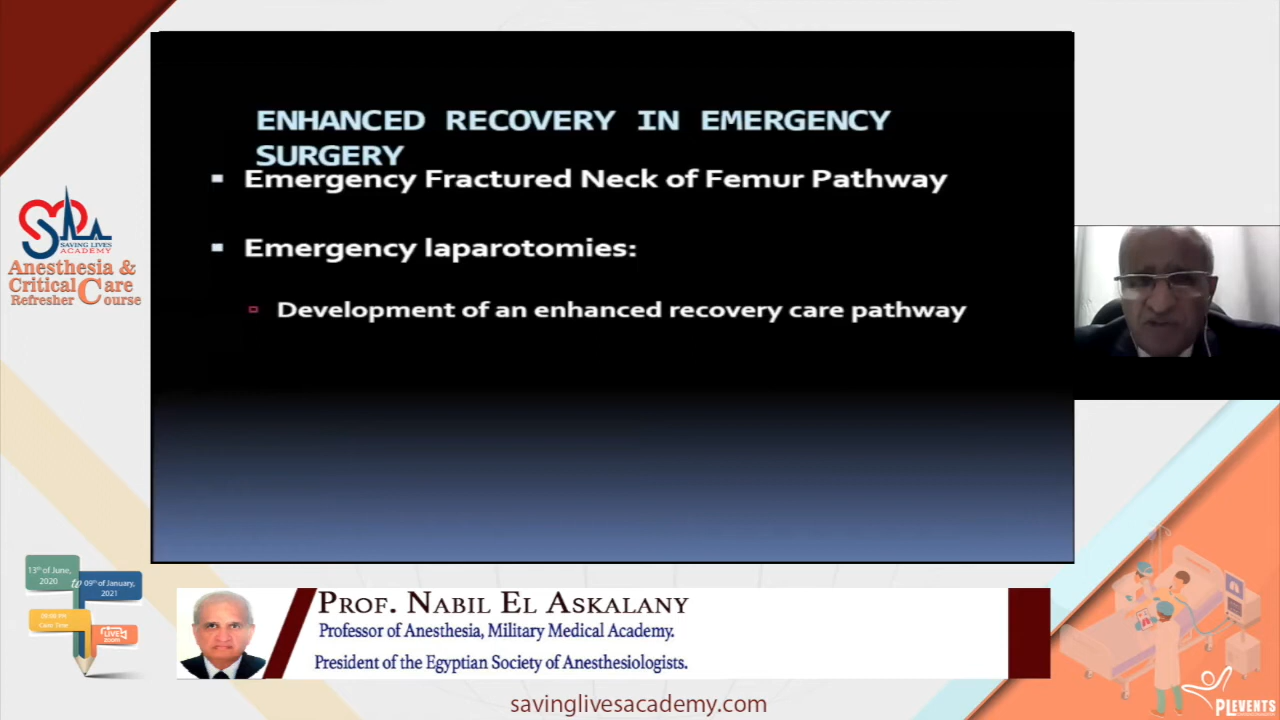 ENHANCED RECOVERY IN EMERGENCY
SURGERY
Emergency Fractured Neck of Femur Pathway
Emergency laparotomies:
Development of an enhanced recovery care pathway
SAVING LIVES
ACADEMY
Anesthesia &
Critical Care
Refresher Course
13th of June,
2020
to
09th of January,
2021
LIVE
ZOOM
PROF. NABIL EL ASKALANY
Professor of Anesthesia, Military Medical Academy.
President of the Egyptian Society of Anesthesiologists.
savinglivesacademy.com
PLEVENTS